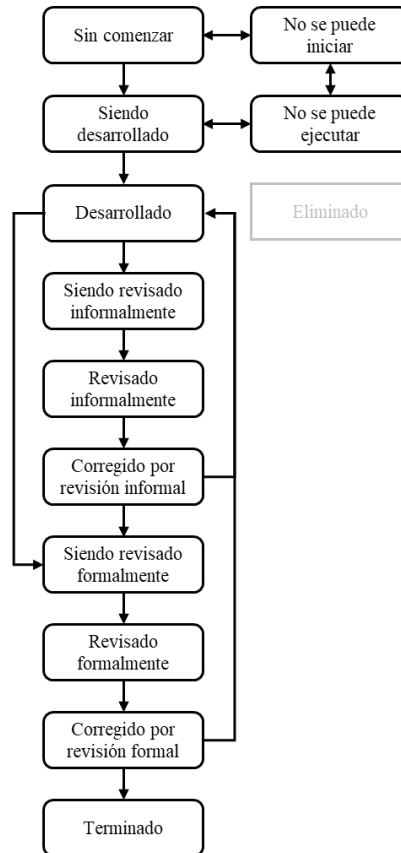 Sin comenzar
No se puede
iniciar
Siendo
desarrollado
No se puede
ejecutar
Desarrollado
Eliminado
Siendo revisado
informalmente
Revisado
informalmente
Corregido por
revisión informal
Siendo revisado
formalmente
Revisado
formalmente
Corregido por
revisión formal
Terminado